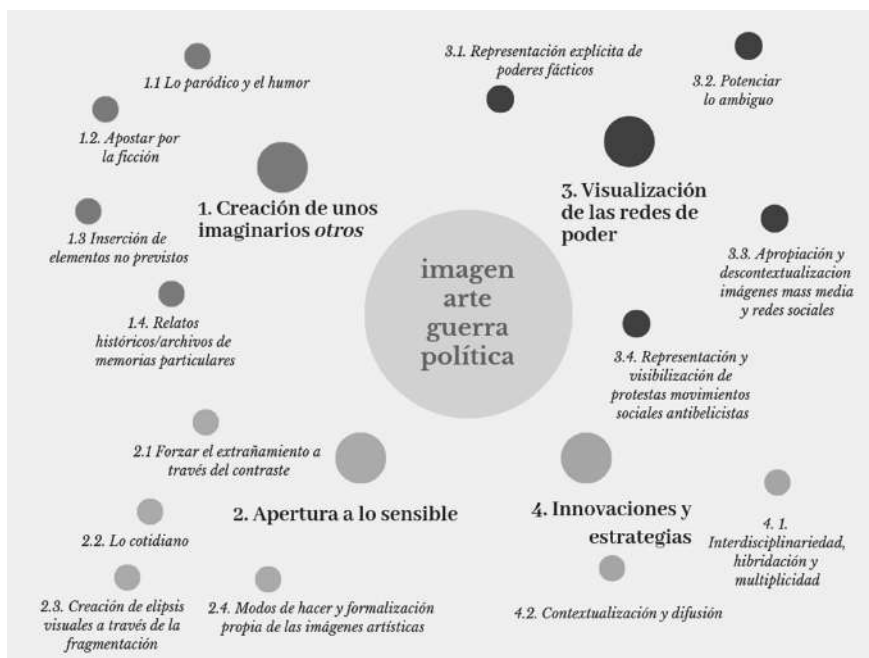 1.1 Lo paródico y el humor
1.2. Apostar por
la ficción
1. Creación de unos
imaginarios otros
1.3 Inserción de
elementos no previstos
1.4. Relatos
históricos/archivos de
memorias particulares
3.1. Representación explícita de
poderes fácticos
3.2. Potenciar
lo ambiguo
3. Visualización
de las redes de
poder
3.3. Apropiación y
descontextualizacion
imágenes mass media
y redes sociales
3.4. Representación y
visibilización de
protestas movimientos
sociales antibelicistas
imagen
arte
guerra
política
2.1 Forzar el extrañamiento a
través del contraste
2. Apertura a lo sensible
2.2. Lo cotidiano
2.3. Creación de elipsis
visuales a través de la
fragmentación
2.4. Modos de hacer y formalización
propia de las imágenes artísticas
4. Innovaciones y
estrategias
4. 1.
Interdisciplinariedad,
hibridación y
multiplicidad
4.2. Contextualización y difusión